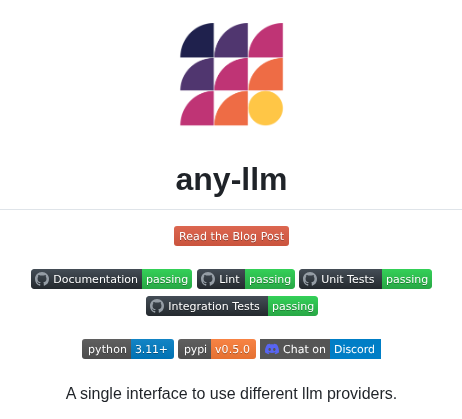 any-llm
Read the Blog Post
Documentation passing Lint passing Unit Tests passing
Integration Tests passing
python 3.11+ pypi v0.5.0 Chat on Discord
A single interface to use different llm providers.